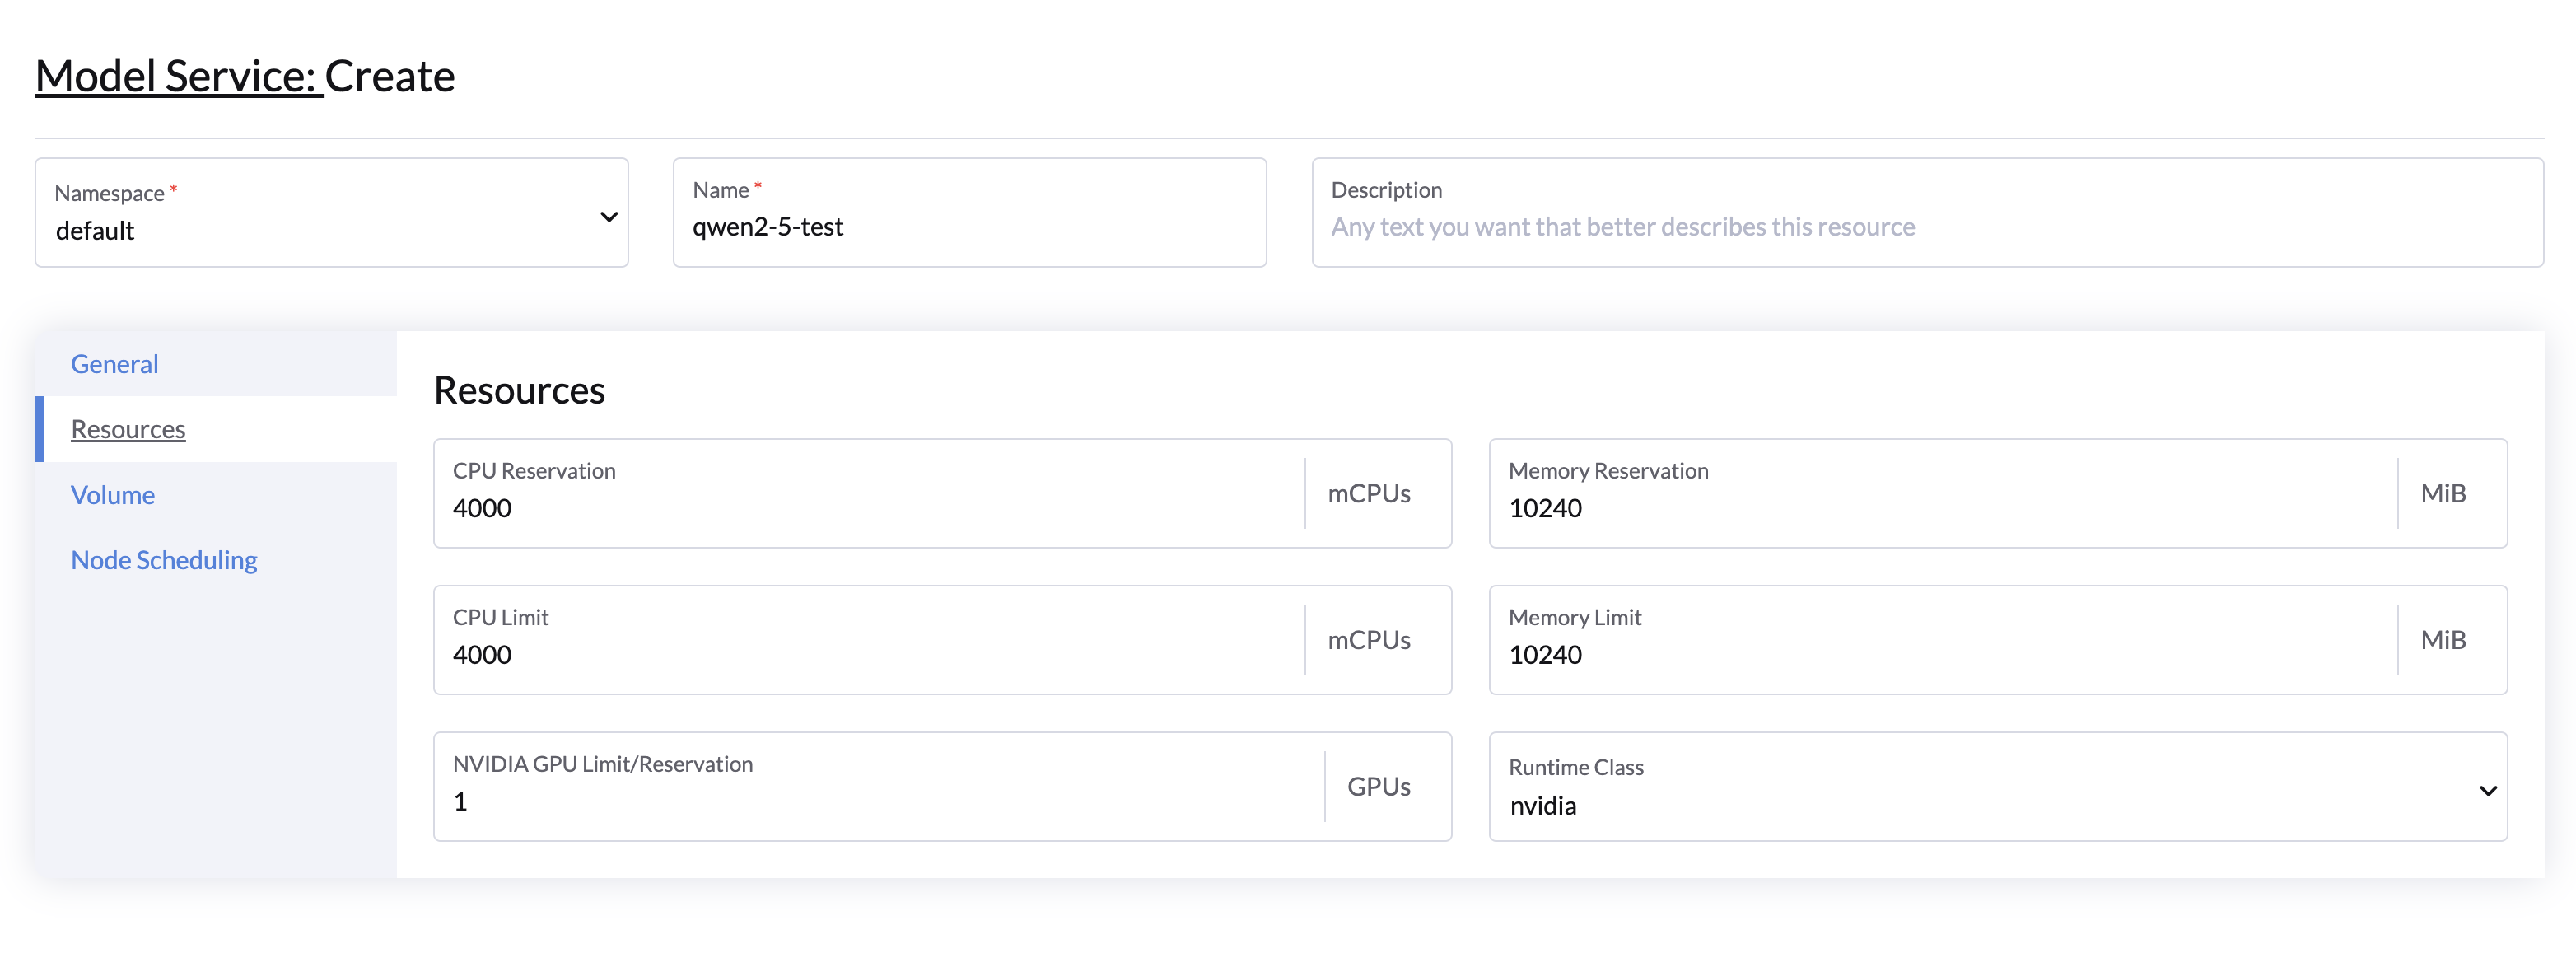 Model Service: Create
Namespace *
default
Name *
qwen2-5-test
Description
Any text you want that better describes this resource
General
Resources
Volume
Node Scheduling
Resources
CPU Reservation
4000
mCPUs
Memory Reservation
10240
MiB
CPU Limit
4000
mCPUs
Memory Limit
10240
MiB
NVIDIA GPU Limit/Reservation
1
GPUs
Runtime Class
nvidia